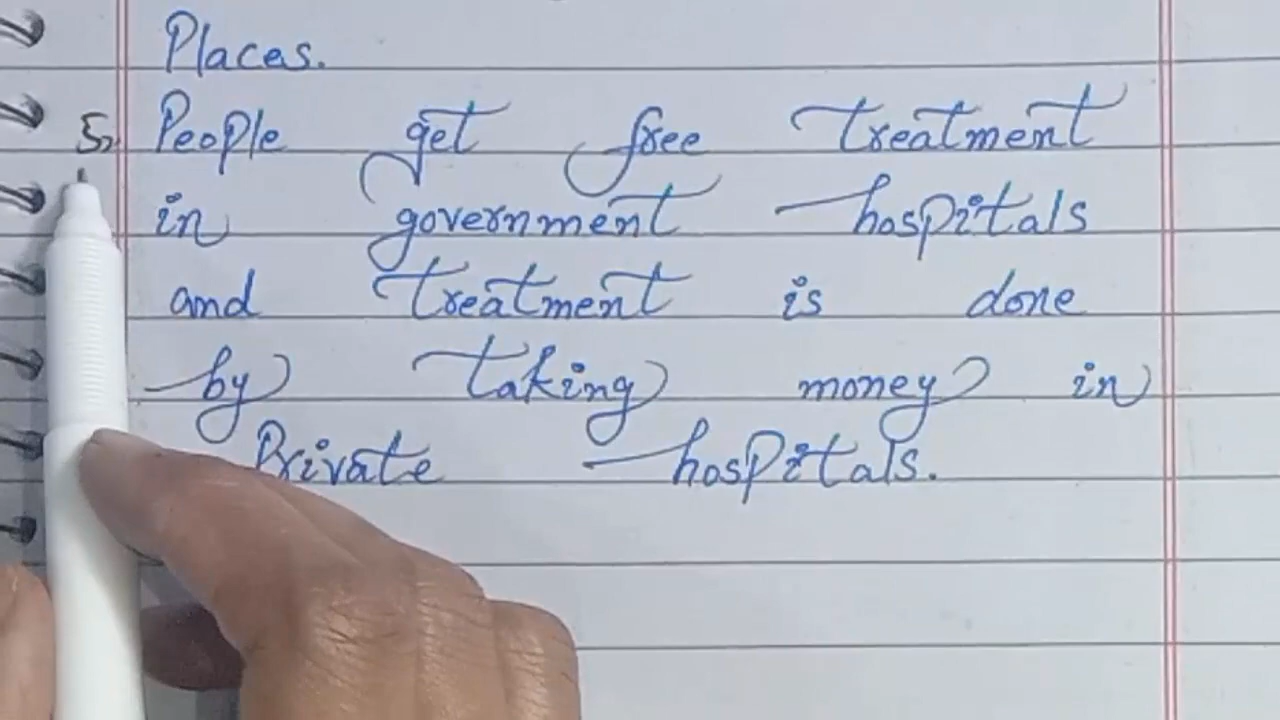 Places.
5, People get free treatment
in government hospitals
and treatment is done
by taking money in
Private hospitals.